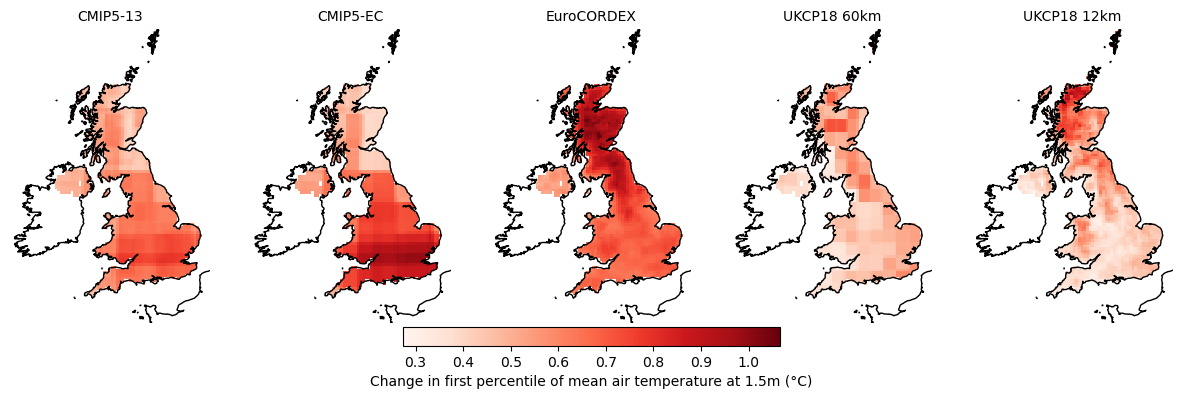 CMIP5-13 CMIP5-EC EuroCORDEX UKCP18 60km UKCP18 12km
0.3 0.4 0.5 0.6 0.7 0.8 0.9 1.0
Change in first percentile of mean air temperature at 1.5m (°C)